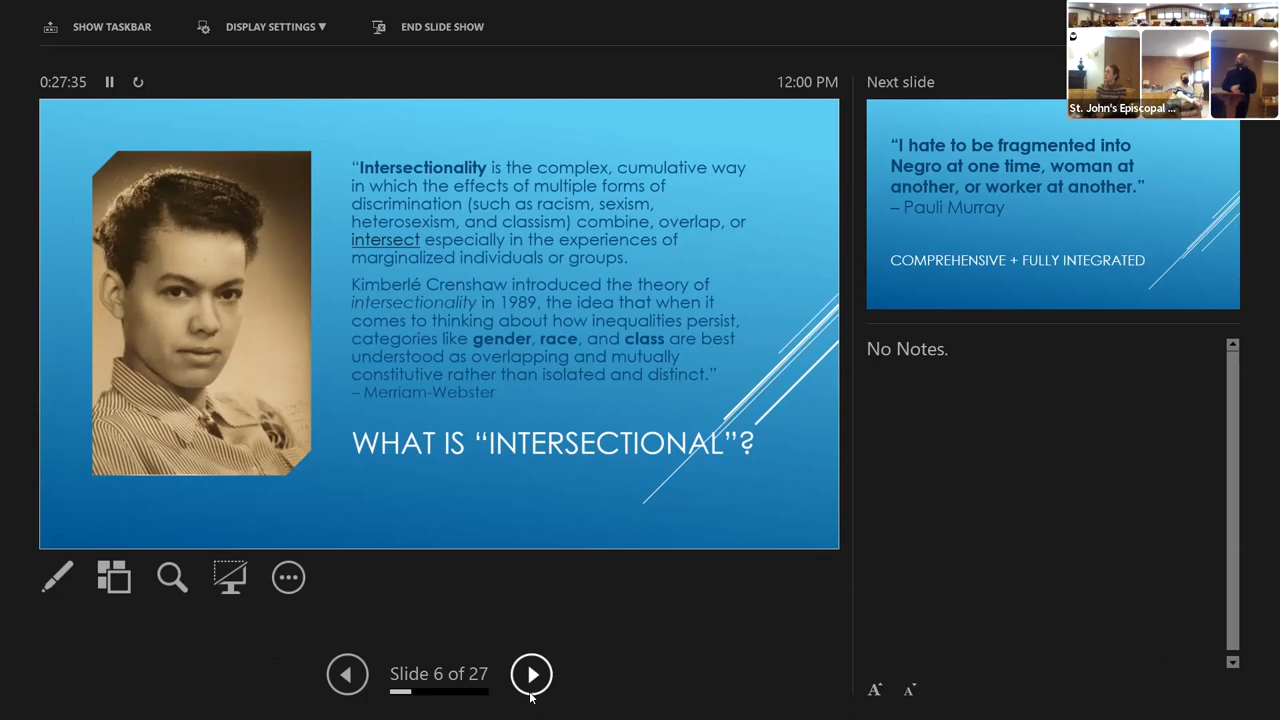 SHOW TASKBAR
DISPLAY SETTINGS ▼
END SLIDE SHOW
0:27:35
12:00 PM
“Intersectionality is the complex, cumulative way
in which the effects of multiple forms of
discrimination (such as racism, sexism,
heterosexism, and classism) combine, overlap, or
intersect especially in the experiences of
marginalized individuals or groups.
Kimberlé Crenshaw introduced the theory of
intersectionality in 1989, the idea that when it
comes to thinking about how inequalities persist,
categories like gender, race, and class are best
understood as overlapping and mutually
constitutive rather than isolated and distinct.”
– Merriam-Webster
WHAT IS “INTERSECTIONAL”?
Slide 6 of 27
Next slide
St. John's Episcopal ...
“I hate to be fragmented into
Negro at one time, woman at
another, or worker at another.”
– Pauli Murray
COMPREHENSIVE + FULLY INTEGRATED
No Notes.
A A